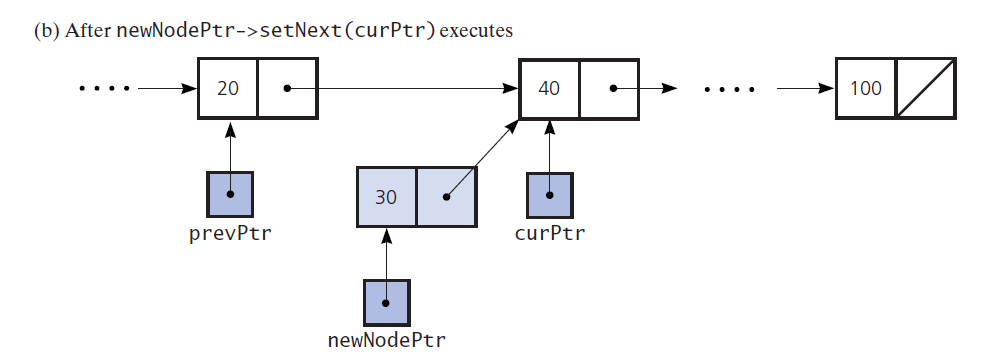 (b) After newNodePtr->setNext(curPtr) executes
20 40 100
30
prevPtr curPtr
newNodePtr